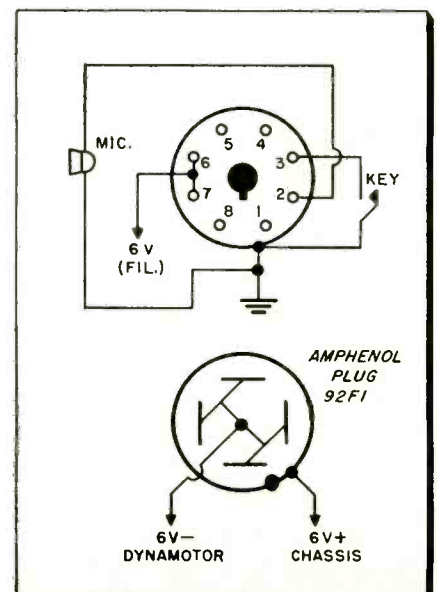 MIC.
5 4
6 3
7 2
8 1
KEY
6 V
(FIL.)
AMPHENOL
PLUG
92F1
6V-
DYNAMOTOR
6V+
CHASSIS